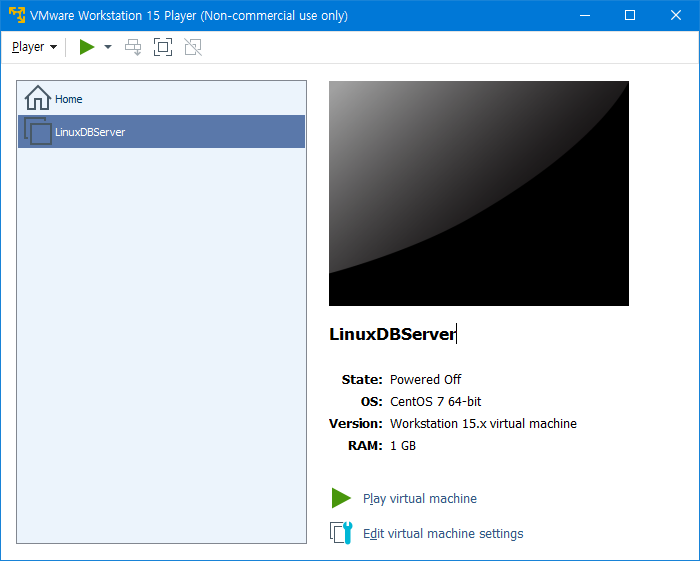 VMware Workstation 15 Player (Non-commercial use only)
Player
Home
LinuxDBServer
LinuxDBServer
State: Powered Off
OS: CentOS 7 64-bit
Version: Workstation 15.x virtual machine
RAM: 1 GB
Play virtual machine
Edit virtual machine settings